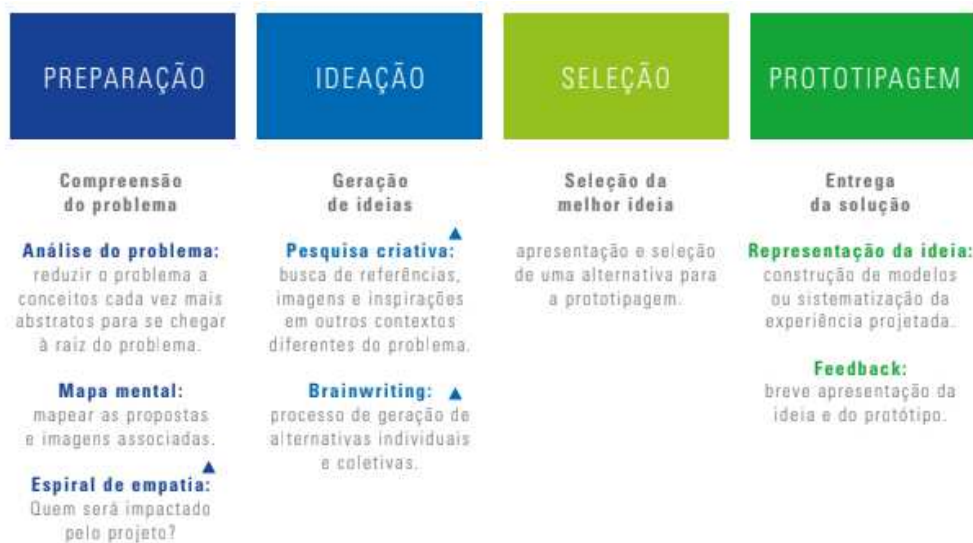 PREPARAÇÃO
Compreensão
do problema
Análise do problema:
reduzir o problema a
conceitos cada vez mais
abstratos para se chegar
à raiz do problema.
Mapa mental:
mapear as propostas
e imagens associadas.
Espiral de empatia:
Quem será impactado
pelo projeto?
IDEAÇÃO
Geração
de ideias
Pesquisa criativa:
busca de referências,
imagens e inspirações
em outros contextos
diferentes do problema.
Brainwriting:
processo de geração de
alternativas individuais
e coletivas.
SELEÇÃO
Seleção da
melhor ideia
apresentação e seleção
de uma alternativa para
a prototipagem.
PROTOTIPAGEM
Entrega
da solução
Representação da ideia:
construção de modelos
ou sistematização da
experiência projetada.
Feedback:
breve apresentação da
ideia e do protótipo.